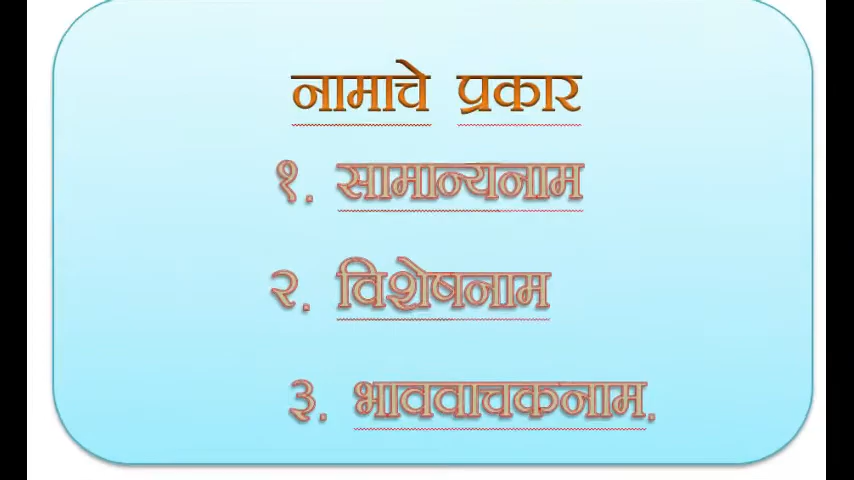 नामाचे प्रकार
१. सामान्यनाम
२. विशेषनाम
३. भाववाचकनाम.